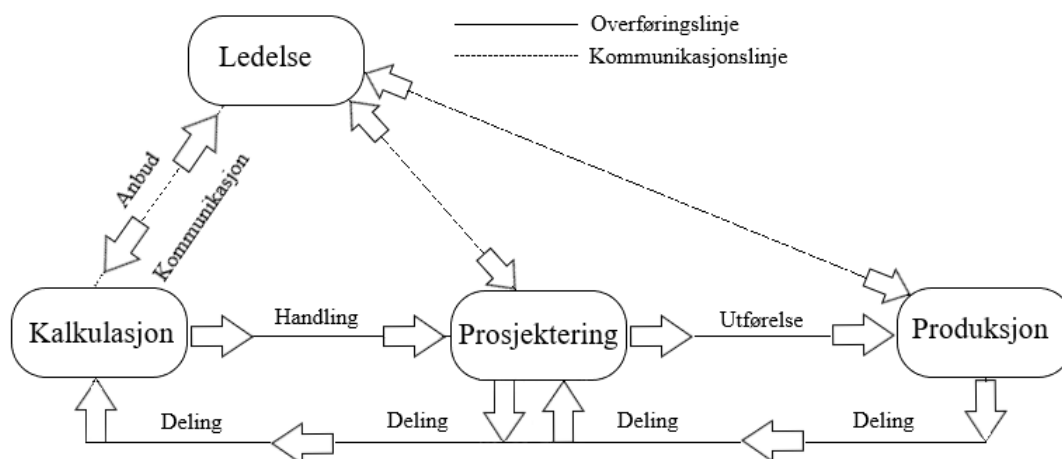 Overføringslinje
Ledelse
Kommunikasjonslinje
Anbud
Kommunikasjon
Kalkulasjon
Handling
Prosjektering
Utførelse
Produksjon
Deling
Deling
Deling
Deling